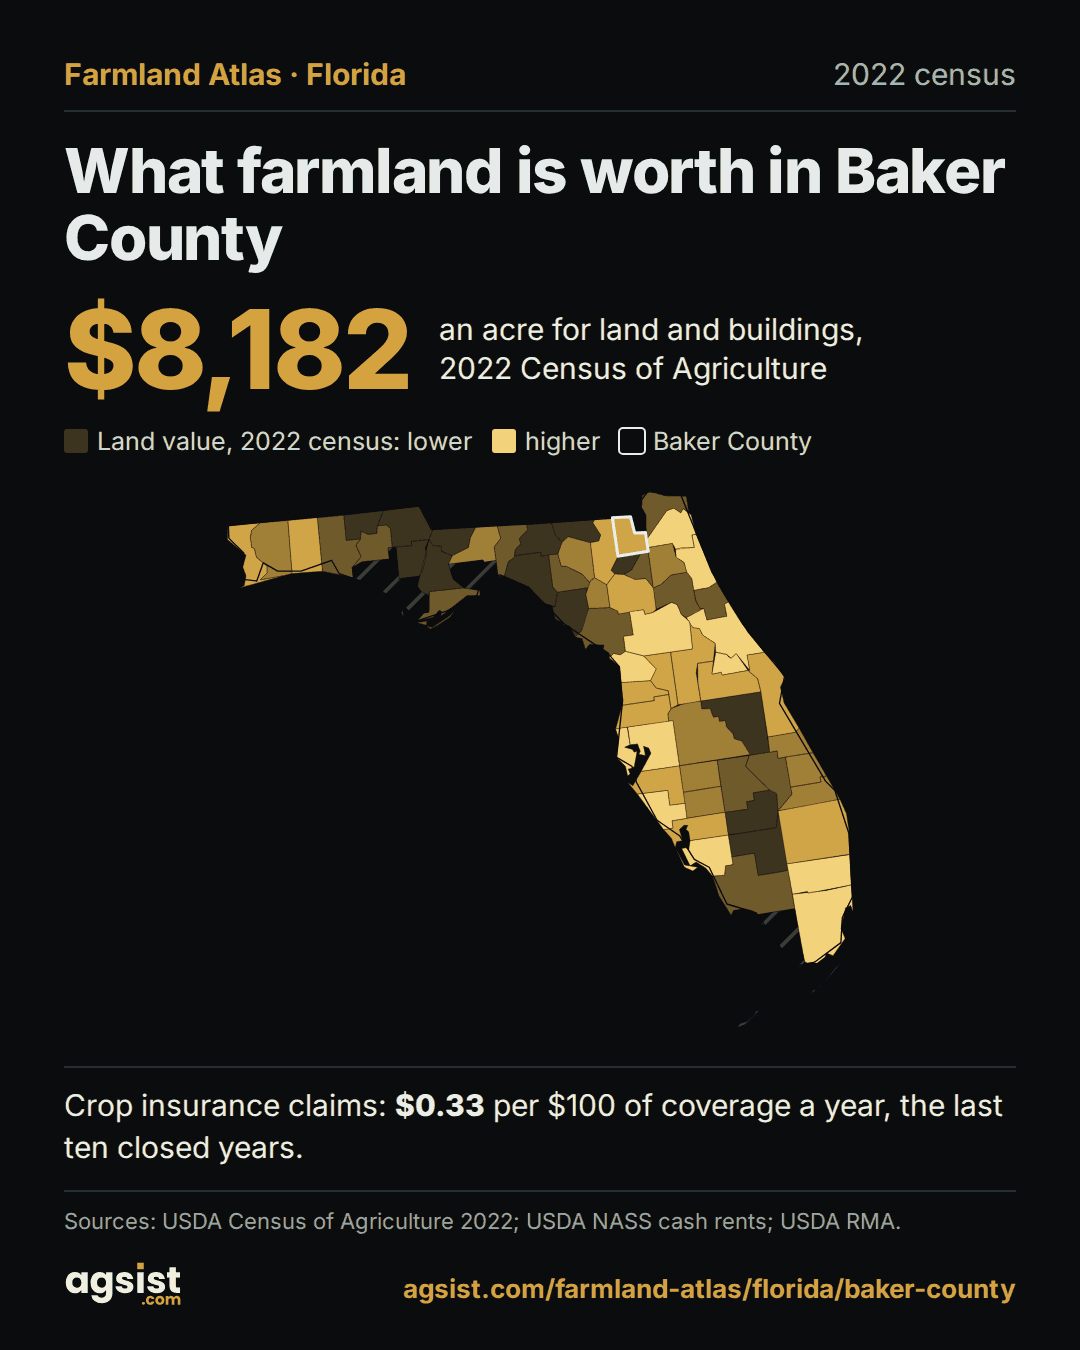 Farmland Atlas · Florida
2022 census
What farmland is worth in Baker
County
$8,182
an acre for land and buildings,
2022 Census of Agriculture
Land value, 2022 census: lower
higher
Baker County
Crop insurance claims: $0.33 per $100 of coverage a year, the last
ten closed years.
Sources: USDA Census of Agriculture 2022; USDA NASS cash rents; USDA RMA.
agsist
.com
agsist.com/farmland-atlas/florida/baker-county